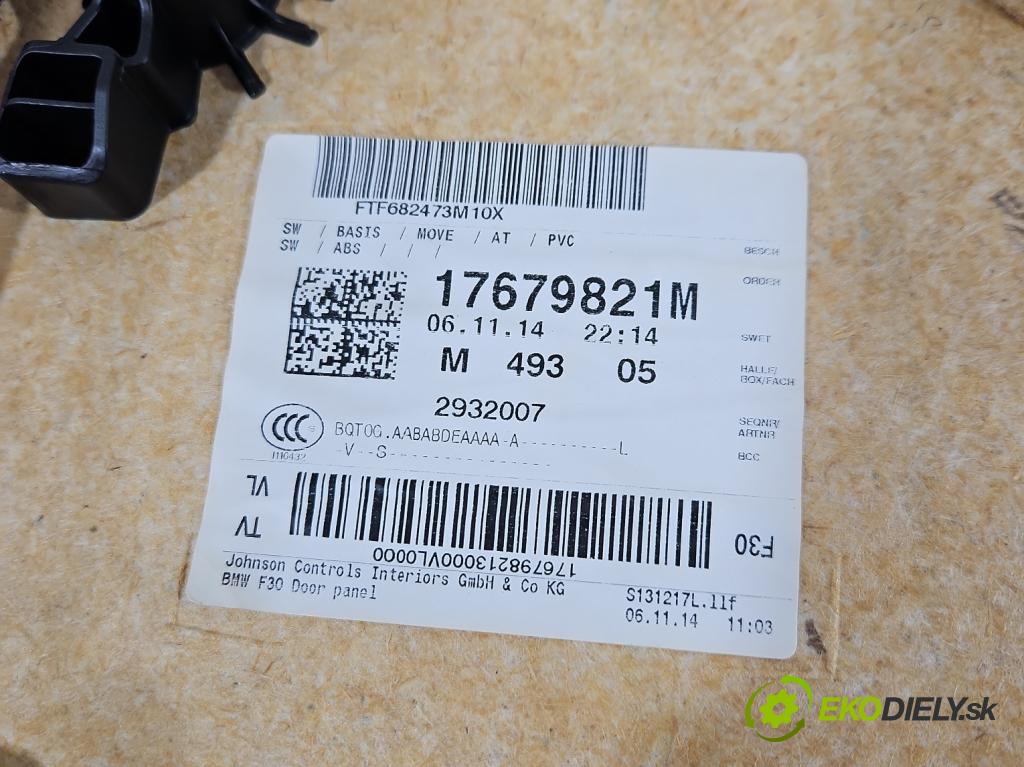 FTF682473M10X
SW / BASIS / MOVE / AT / PVC
SW / ABS / / /
BESCH
17679821M
ORDER
06.11.14 22:14
SWET
M 493 05
HALLE/
BOX/FACH
2932007
SEQNR/
ARTNR
CCC
S
BQT0G.AABABDEAAAA-A----------L
-V--S---------------
BCC
VL
TV
1767982130000VL0000
F30
Johnson Controls Interiors GmbH & Co KG
BMW F30 Door panel
S131217L.11f
06.11.14 11:03
EKODIELY.sk